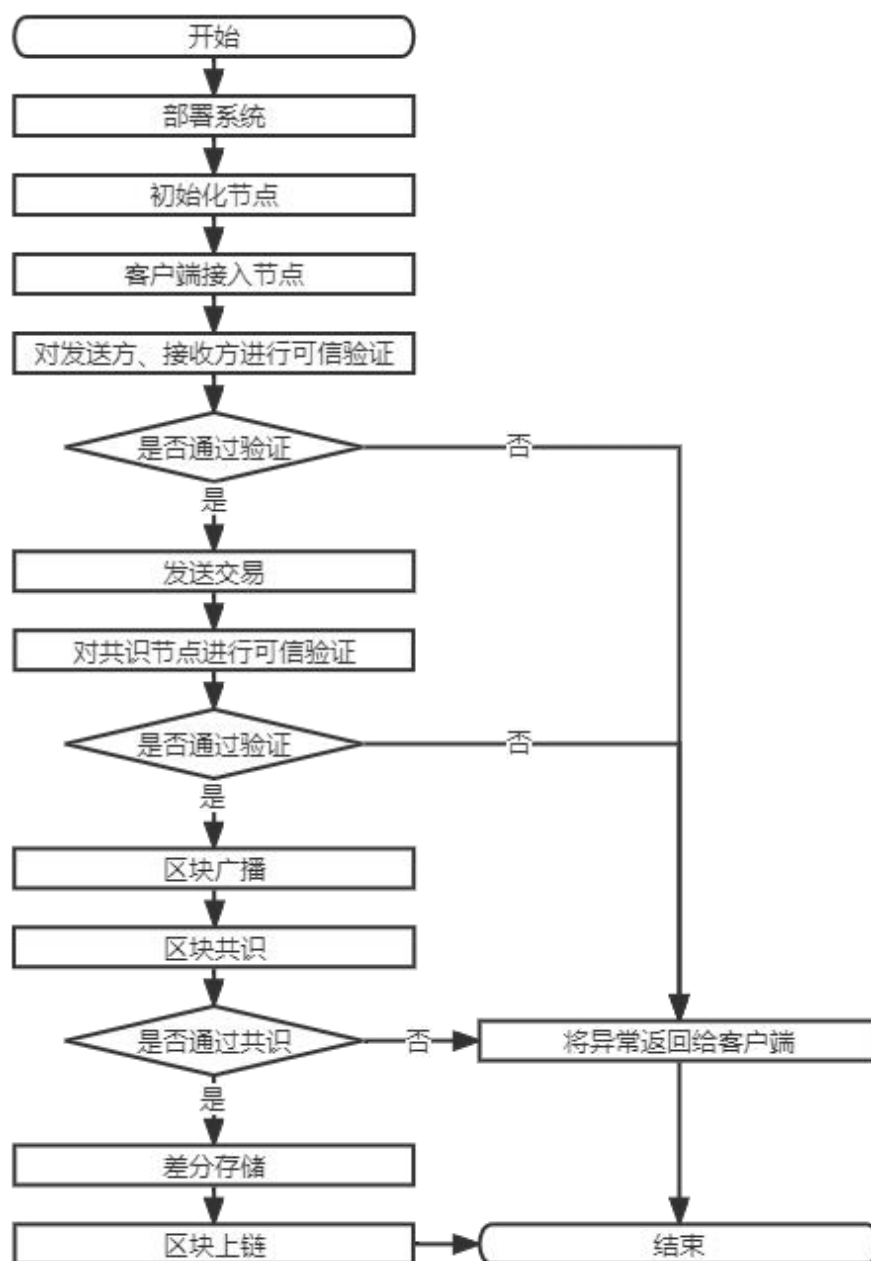 开始
部署系统
初始化节点
客户端接入节点
对发送方、接收方进行可信验证
是否通过验证
否
是
发送交易
对共识节点进行可信验证
是否通过验证
否
是
区块广播
区块共识
是否通过共识
否
将异常返回给客户端
是
差分存储
区块上链
结束